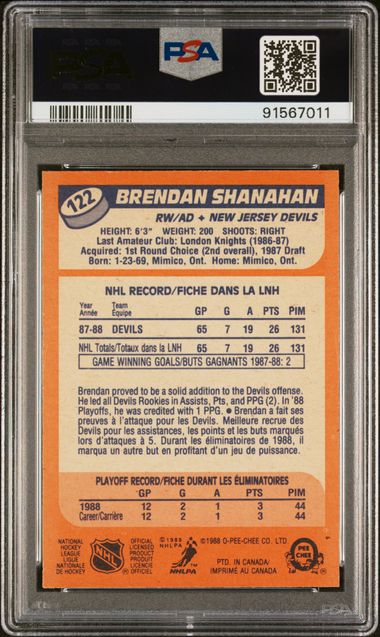 PSA
PSA
91567011
122
BRENDAN SHANAHAN
RW/AD + NEW JERSEY DEVILS
HEIGHT: 6'3" WEIGHT: 200 SHOOTS: RIGHT
Last Amateur Club: London Knights (1986-87)
Acquired: 1st Round Choice (2nd overall), 1987 Draft
Born: 1-23-69, Mimico, Ont. Home: Mimico, Ont.
NHL RECORD/FICHE DANS LA LNH
Year Team
Année Équipe GP G A PTS PIM
87-88 DEVILS 65 7 19 26 131
NHL Totals/Totaux dans la LNH 65 7 19 26 131
GAME WINNING GOALS/BUTS GAGNANTS 1987-88: 2
Brendan proved to be a solid addition to the Devils offense.
He led all Devils Rookies in Assists, Pts, and PPG (2). In '88
Playoffs, he was credited with 1 PPG. • Brendan a fait ses
preuves à l'attaque pour les Devils. Meilleure recrue des
Devils pour les assistances, les points et les buts marqués
lors d'attaques à 5. Durant les éliminatoires de 1988, il
marqua un autre but en profitant d'un jeu de puissance.
PLAYOFF RECORD/FICHE DURANT LES ÉLIMINATOIRES
GP G A PTS PIM
1988 12 2 1 3 44
Career/Carrière 12 2 1 3 44
NATIONAL
HOCKEY
LEAGUE
LIGUE
NATIONALE
DE HOCKEY
NHL
OFFICIAL
LICENSED
PRODUCT
PRODUIT
OFFICIEL
LICENCIÉ
© 1988
NHLPA
NHLPA
© 1988 O-PEE-CHEE CO. LTD.
PTD. IN CANADA/
IMPRIMÉ AU CANADA
O
PEE
CHEE